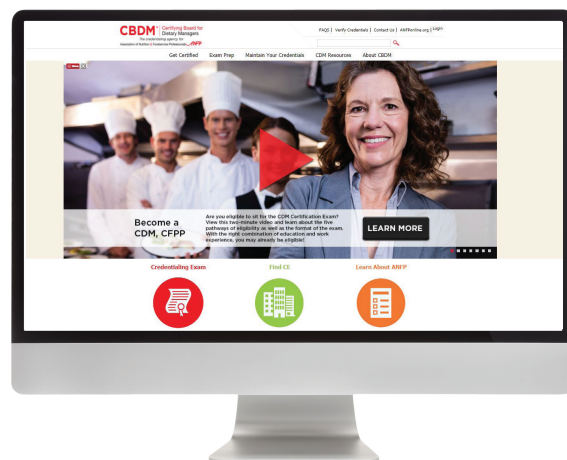 CBDM® Certifying Board for
Dietary Managers
The credentialing agency for
Association of Nutrition & Foodservice Professionals ANFP
FAQS | Verify Credentials | Contact Us | ANFPonline.org | Login
Get Certified Exam Prep Maintain Your Credentials CDM Resources About CBDM
Become a
CDM, CFPP
Are you eligible to sit for the CDM Certification Exam?
View this two-minute video and learn about the five
pathways of eligibility as well as the format of the exam.
With the right combination of education and work
experience, you may already be eligible!
LEARN MORE
Credentialing Exam Find CE Learn About ANFP